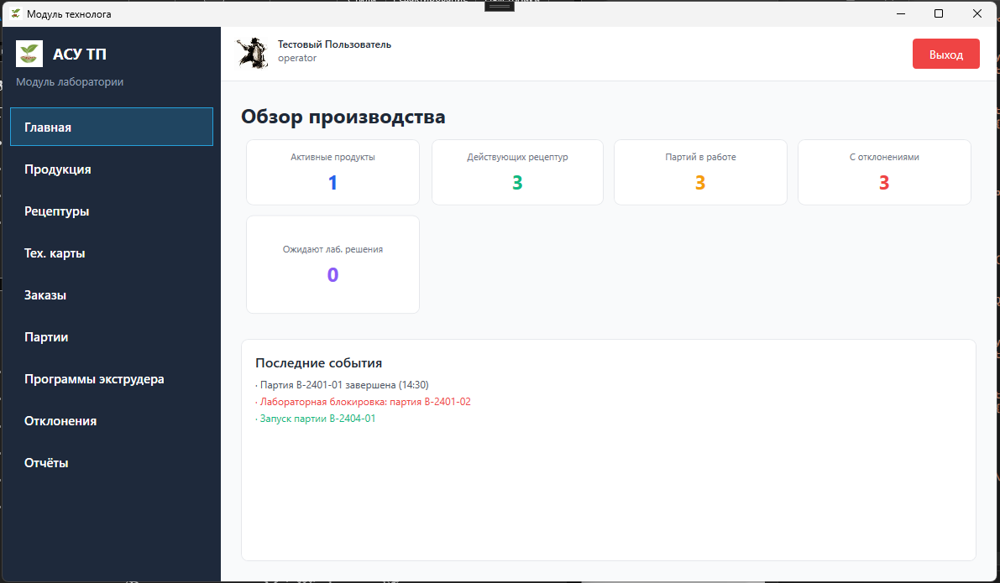 Модуль технолога
АСУ ТП
Модуль лаборатории
Главная
Продукция
Рецептуры
Тех. карты
Заказы
Партии
Программы экструдера
Отклонения
Отчёты
Тестовый Пользователь
operator
Выход
Обзор производства
Активные продукты
1
Действующих рецептур
3
Партий в работе
3
С отклонениями
3
Ожидают лаб. решения
0
Последние события
· Партия B-2401-01 завершена (14:30)
· Лабораторная блокировка: партия B-2401-02
· Запуск партии B-2404-01